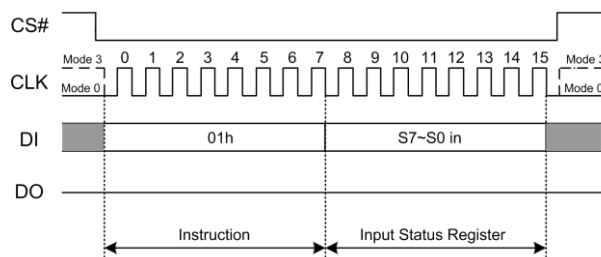 CS#
Mode 3 0 1 2 3 4 5 6 7 8 9 10 11 12 13 14 15 Mode 3
CLK
Mode 0 Mode 0
DI 01h S7~S0 in
DO
Instruction Input Status Register